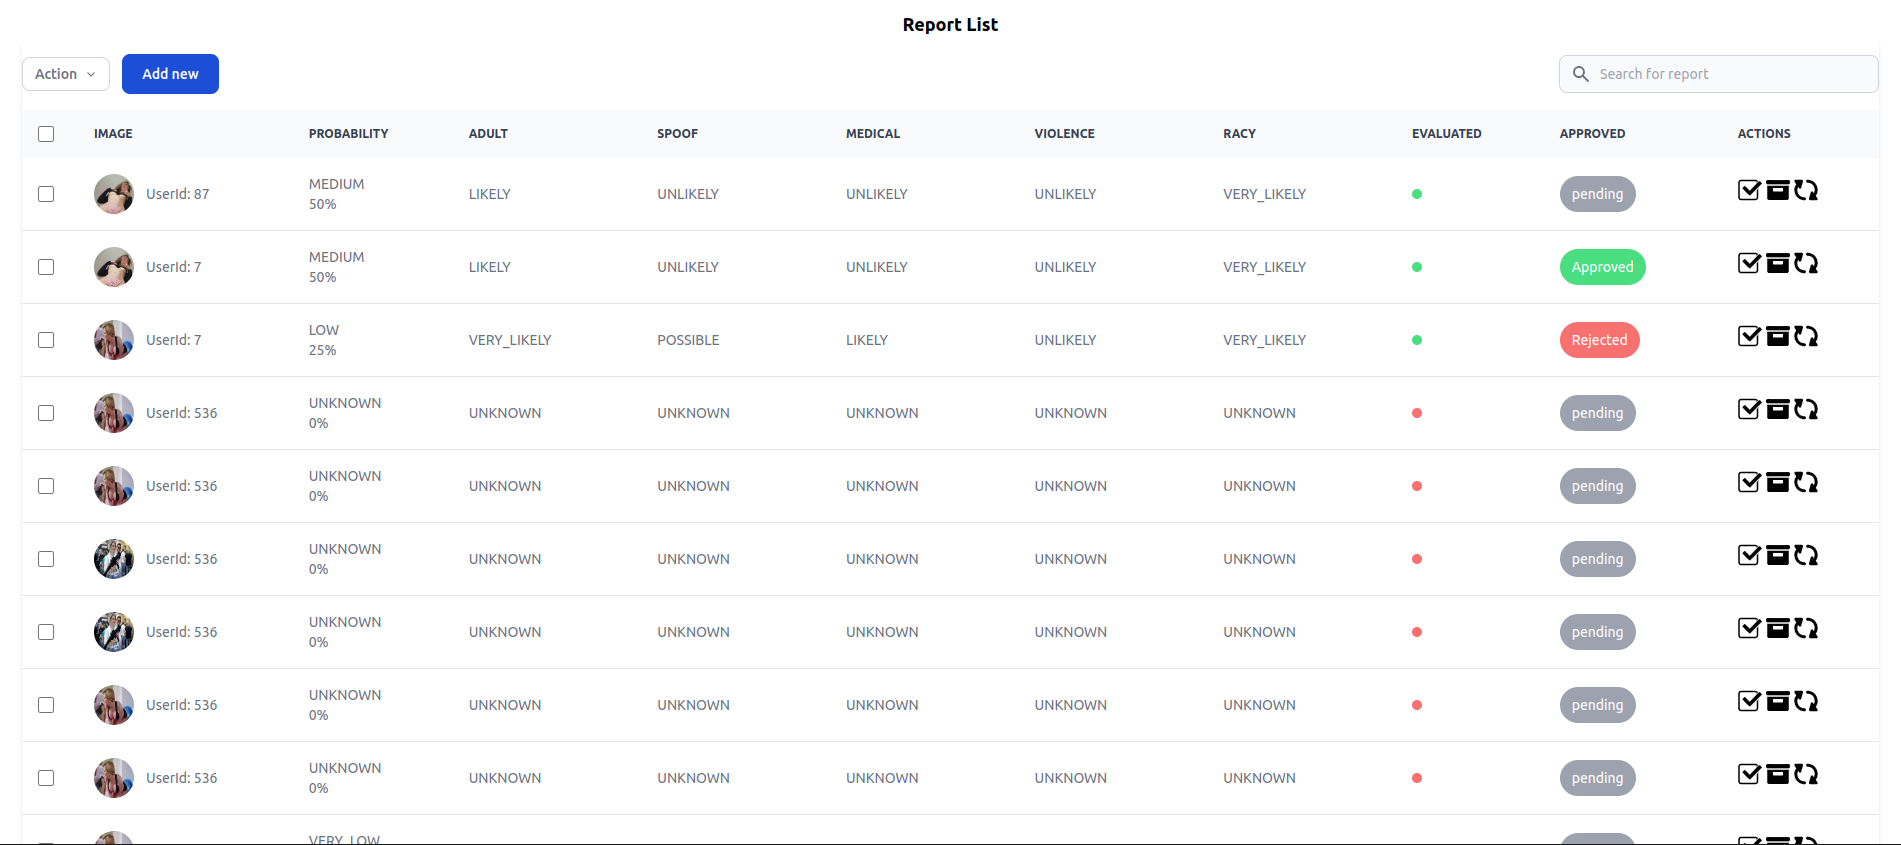 Report List
Action
Add new
Search for report
IMAGE PROBABILITY ADULT SPOOF MEDICAL VIOLENCE RACY EVALUATED APPROVED ACTIONS
UserId: 87 MEDIUM 50% LIKELY UNLIKELY UNLIKELY UNLIKELY VERY_LIKELY pending
UserId: 7 MEDIUM 50% LIKELY UNLIKELY UNLIKELY UNLIKELY VERY_LIKELY Approved
UserId: 7 LOW 25% VERY_LIKELY POSSIBLE LIKELY UNLIKELY VERY_LIKELY Rejected
UserId: 536 UNKNOWN 0% UNKNOWN UNKNOWN UNKNOWN UNKNOWN UNKNOWN pending
UserId: 536 UNKNOWN 0% UNKNOWN UNKNOWN UNKNOWN UNKNOWN UNKNOWN pending
UserId: 536 UNKNOWN 0% UNKNOWN UNKNOWN UNKNOWN UNKNOWN UNKNOWN pending
UserId: 536 UNKNOWN 0% UNKNOWN UNKNOWN UNKNOWN UNKNOWN UNKNOWN pending
UserId: 536 UNKNOWN 0% UNKNOWN UNKNOWN UNKNOWN UNKNOWN UNKNOWN pending
UserId: 536 UNKNOWN 0% UNKNOWN UNKNOWN UNKNOWN UNKNOWN UNKNOWN pending
VERY_LOW